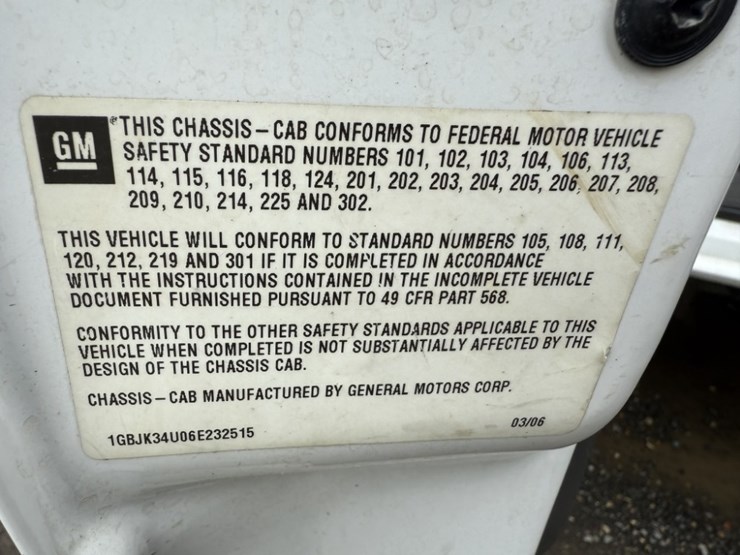 GM
THIS CHASSIS–CAB CONFORMS TO FEDERAL MOTOR VEHICLE
SAFETY STANDARD NUMBERS 101, 102, 103, 104, 106, 113,
114, 115, 116, 118, 124, 201, 202, 203, 204, 205, 206, 207, 208,
209, 210, 214, 225 AND 302.
THIS VEHICLE WILL CONFORM TO STANDARD NUMBERS 105, 108, 111,
120, 212, 219 AND 301 IF IT IS COMPLETED IN ACCORDANCE
WITH THE INSTRUCTIONS CONTAINED IN THE INCOMPLETE VEHICLE
DOCUMENT FURNISHED PURSUANT TO 49 CFR PART 568.
CONFORMITY TO THE OTHER SAFETY STANDARDS APPLICABLE TO THIS
VEHICLE WHEN COMPLETED IS NOT SUBSTANTIALLY AFFECTED BY THE
DESIGN OF THE CHASSIS CAB.
CHASSIS–CAB MANUFACTURED BY GENERAL MOTORS CORP.
03/06
1GBJK34U06E232515